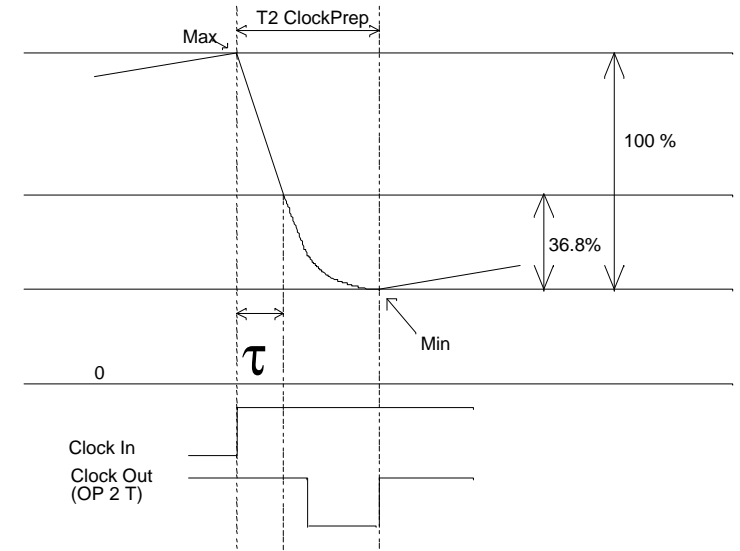 T2 ClockPrep
Max
100 %
36.8%
Min
τ
0
Clock In
Clock Out
(OP 2 T)